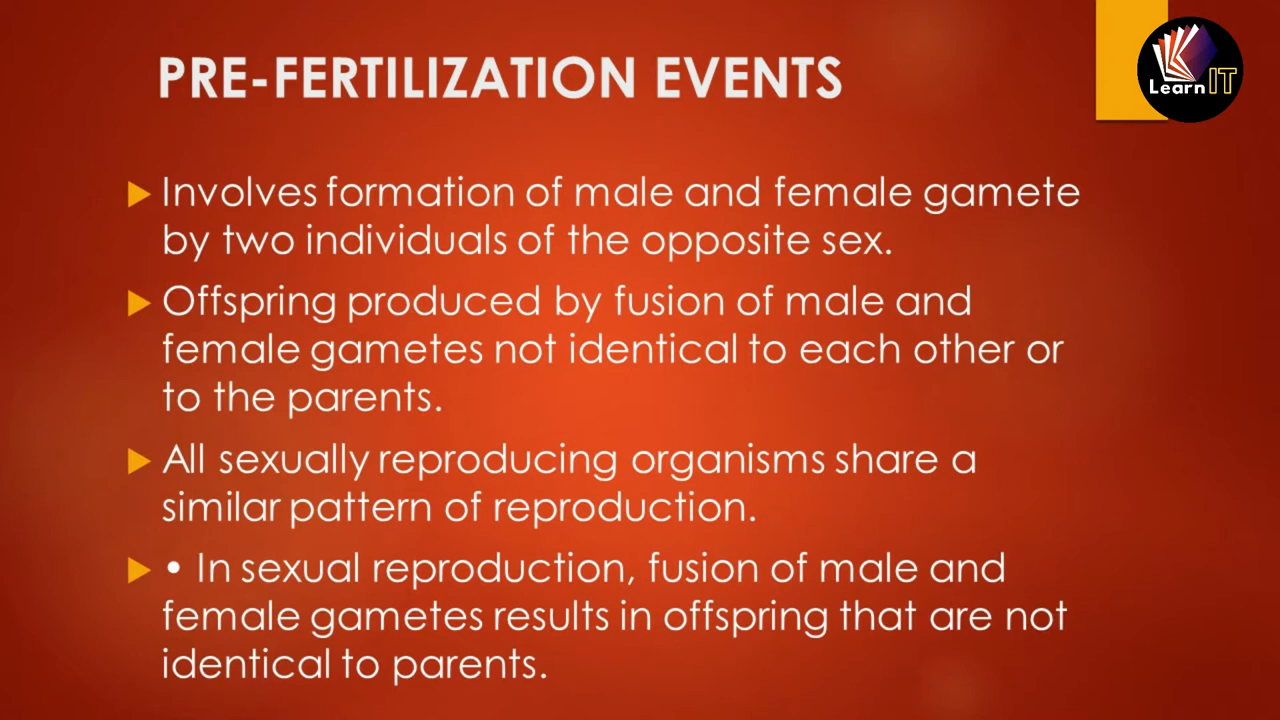 PRE-FERTILIZATION EVENTS
LearnIT
Involves formation of male and female gamete
by two individuals of the opposite sex.
Offspring produced by fusion of male and
female gametes not identical to each other or
to the parents.
All sexually reproducing organisms share a
similar pattern of reproduction.
• In sexual reproduction, fusion of male and
female gametes results in offspring that are not
identical to parents.